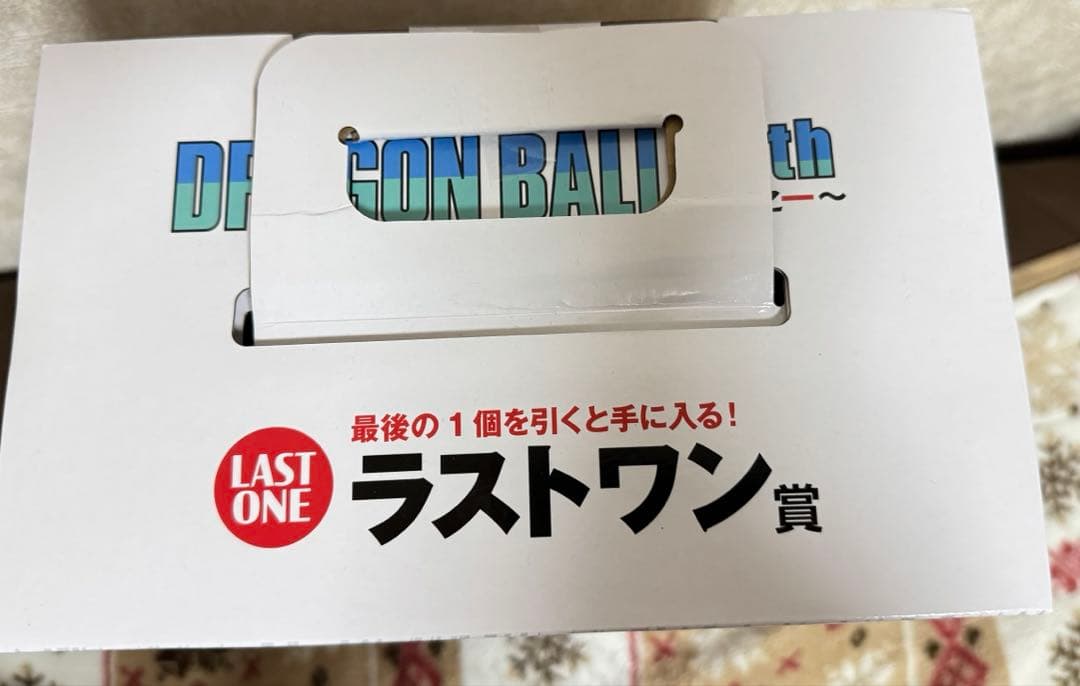 DR GON BALL th
ー～
最後の1個を引くと手に入る!
LAST
ONE
ラストワン賞